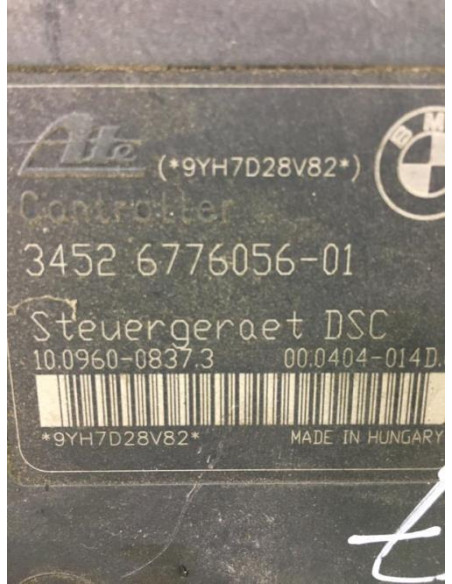 Ate (*9YH7D28V82*) BM
Controller
3452 6776056-01
Steuergeraet DSC
10.0960-0837.3 00.0404-014D.
*9YH7D28V82* MADE IN HUNGARY